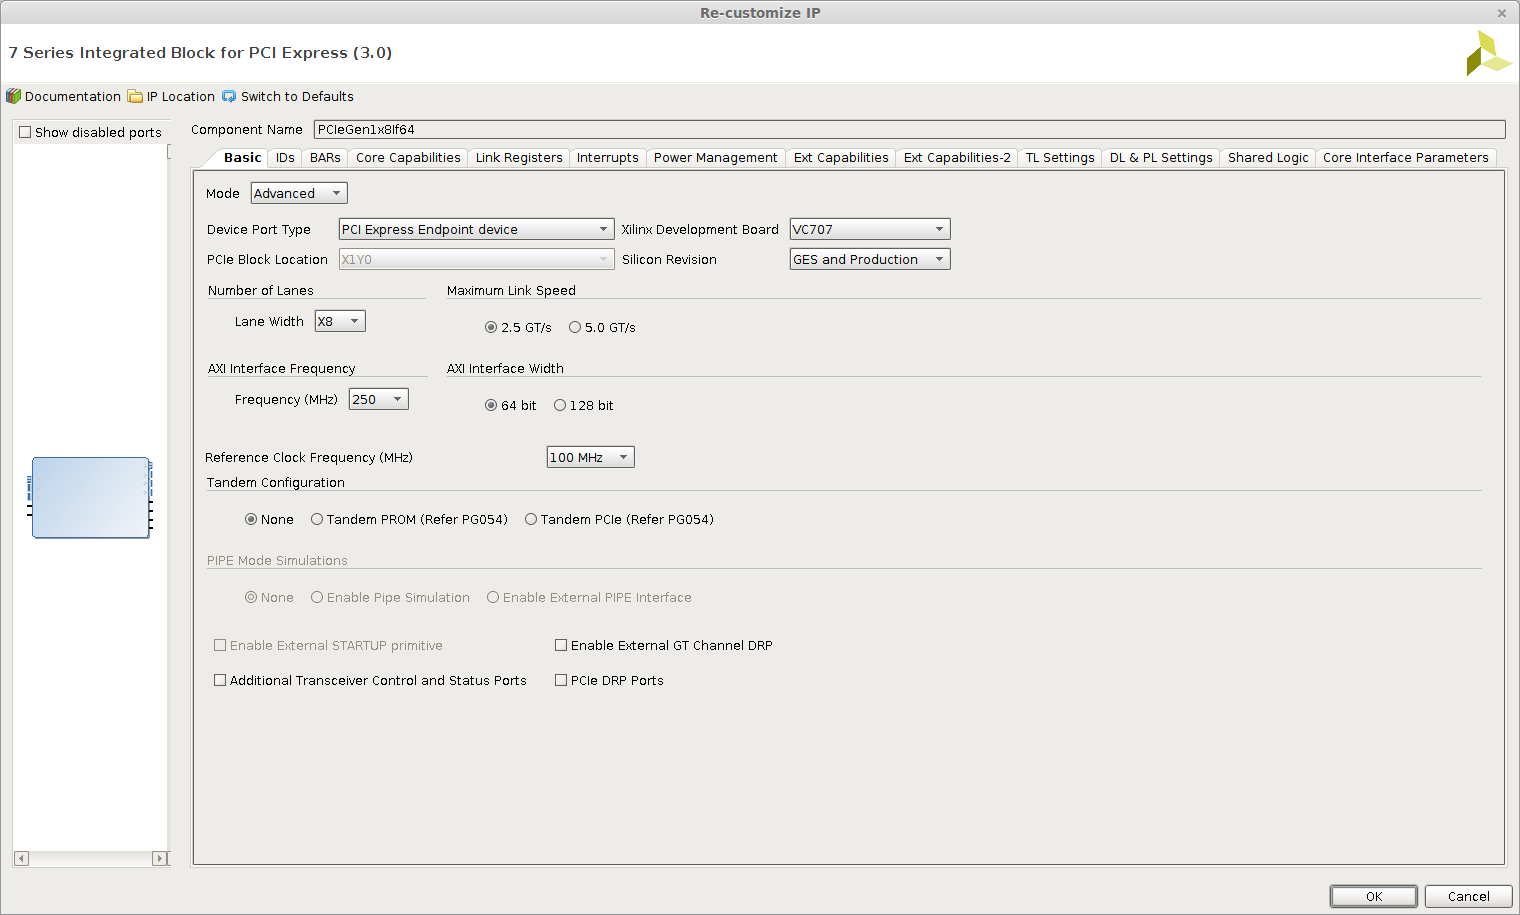 Re-customize IP
7 Series Integrated Block for PCI Express (3.0)
Documentation IP Location Switch to Defaults
Show disabled ports
Component Name PCIeGen1x8If64
Basic IDs BARs Core Capabilities Link Registers Interrupts Power Management Ext Capabilities Ext Capabilities-2 TL Settings DL & PL Settings Shared Logic Core Interface Parameters
Mode Advanced
Device Port Type PCI Express Endpoint device Xilinx Development Board VC707
PCIe Block Location X1Y0 Silicon Revision GES and Production
Number of Lanes Maximum Link Speed
Lane Width X8 2.5 GT/s 5.0 GT/s
AXI Interface Frequency AXI Interface Width
Frequency (MHz) 250 64 bit 128 bit
Reference Clock Frequency (MHz) 100 MHz
Tandem Configuration
None Tandem PROM (Refer PG054) Tandem PCIe (Refer PG054)
PIPE Mode Simulations
None Enable Pipe Simulation Enable External PIPE Interface
Enable External STARTUP primitive Enable External GT Channel DRP
Additional Transceiver Control and Status Ports PCIe DRP Ports
OK Cancel